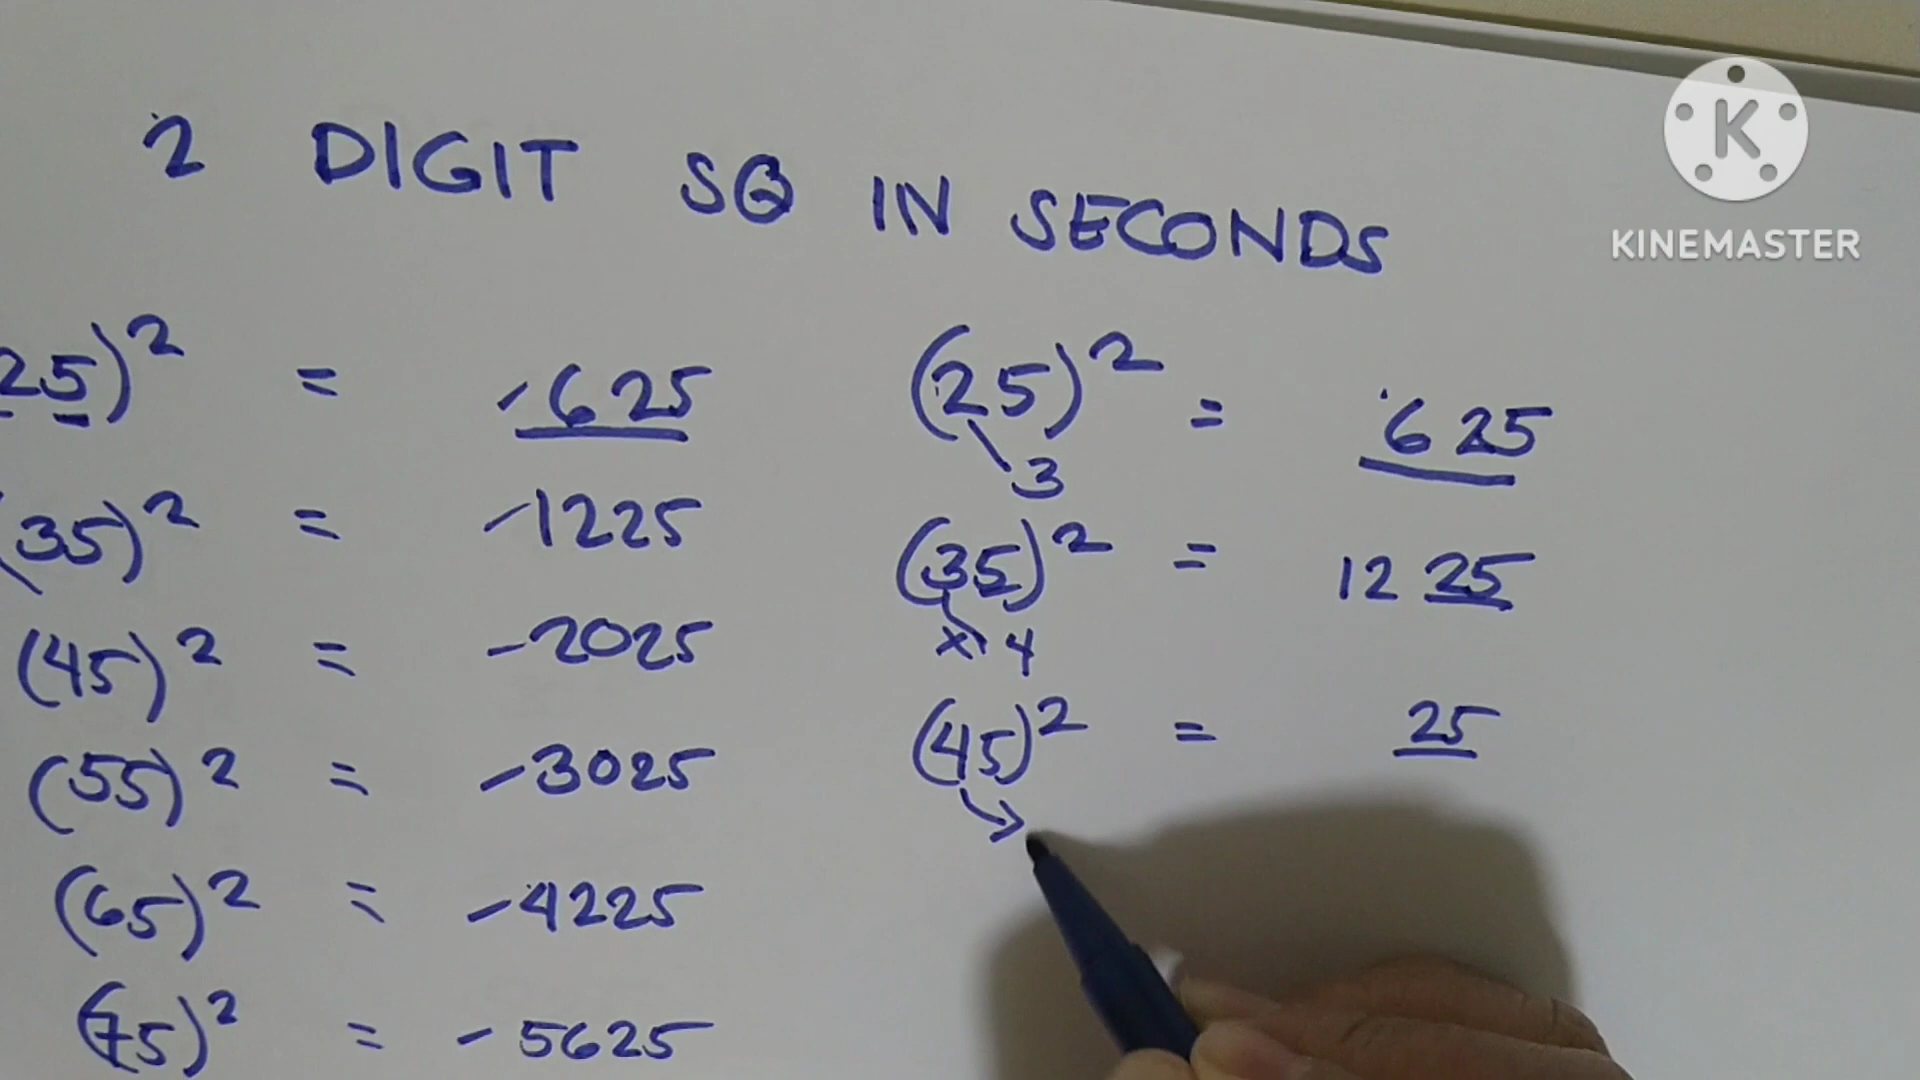 2 DIGIT SQ IN SECONDS
KINEMASTER
25)² = -625
(35)² = -1225
(45)² = -2025
(55)² = -3025
(65)² = -4225
(75)² = -5625
(25)² = 625
3
(35)² = 1225
x 4
(45)² = 25